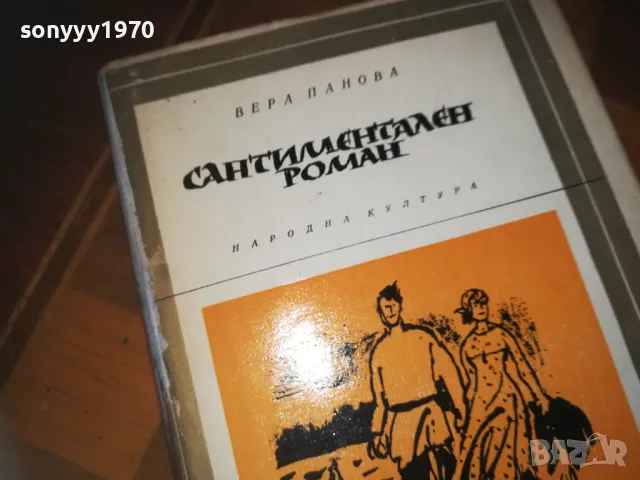 sonyyy1970
ВЕРА ПАНОВА
САНТИМЕНТАЛЕН
РОМАН
НАРОДНА КУЛТУРА
BAZAR